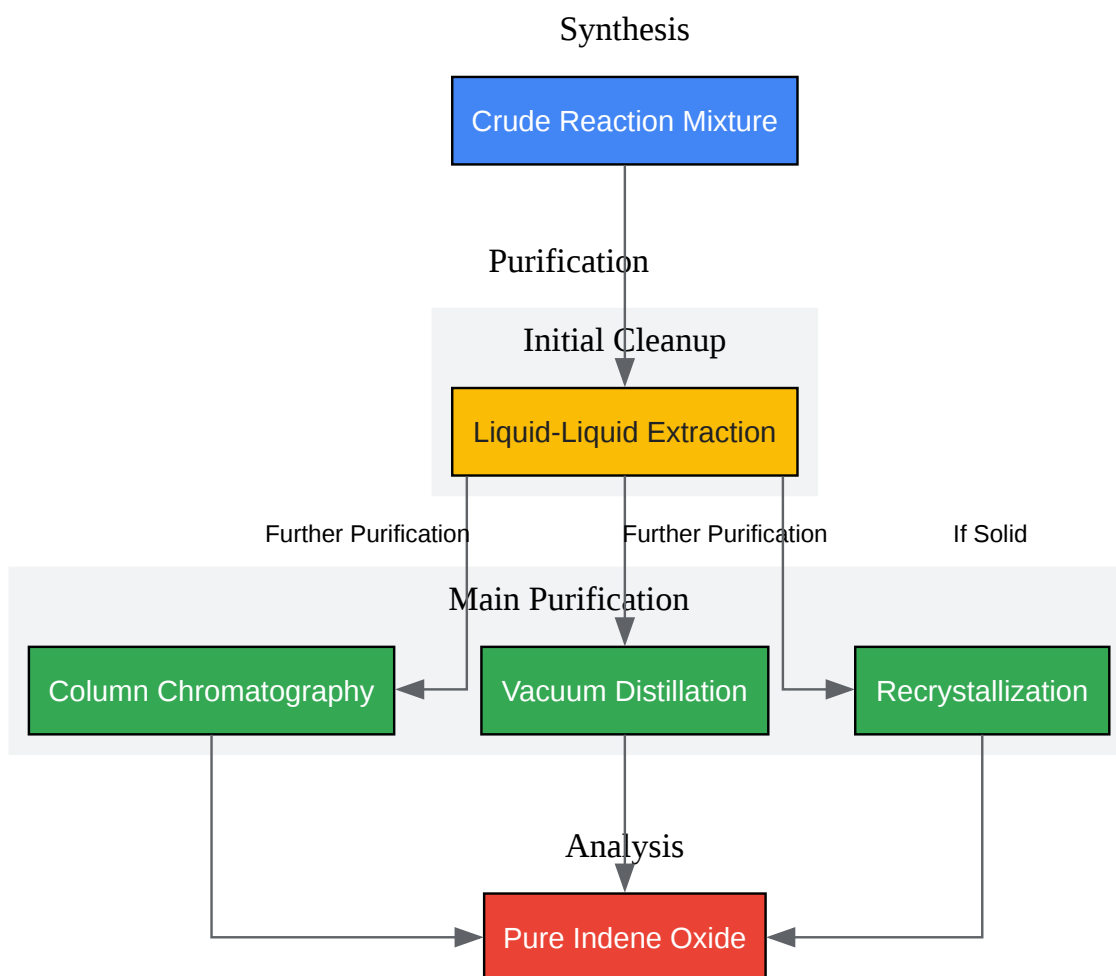 Synthesis
Crude Reaction Mixture
Purification
Initial Cleanup
Liquid-Liquid Extraction
Further Purification
Further Purification
If Solid
Main Purification
Column Chromatography
Vacuum Distillation
Recrystallization
Analysis
Pure Indene Oxide